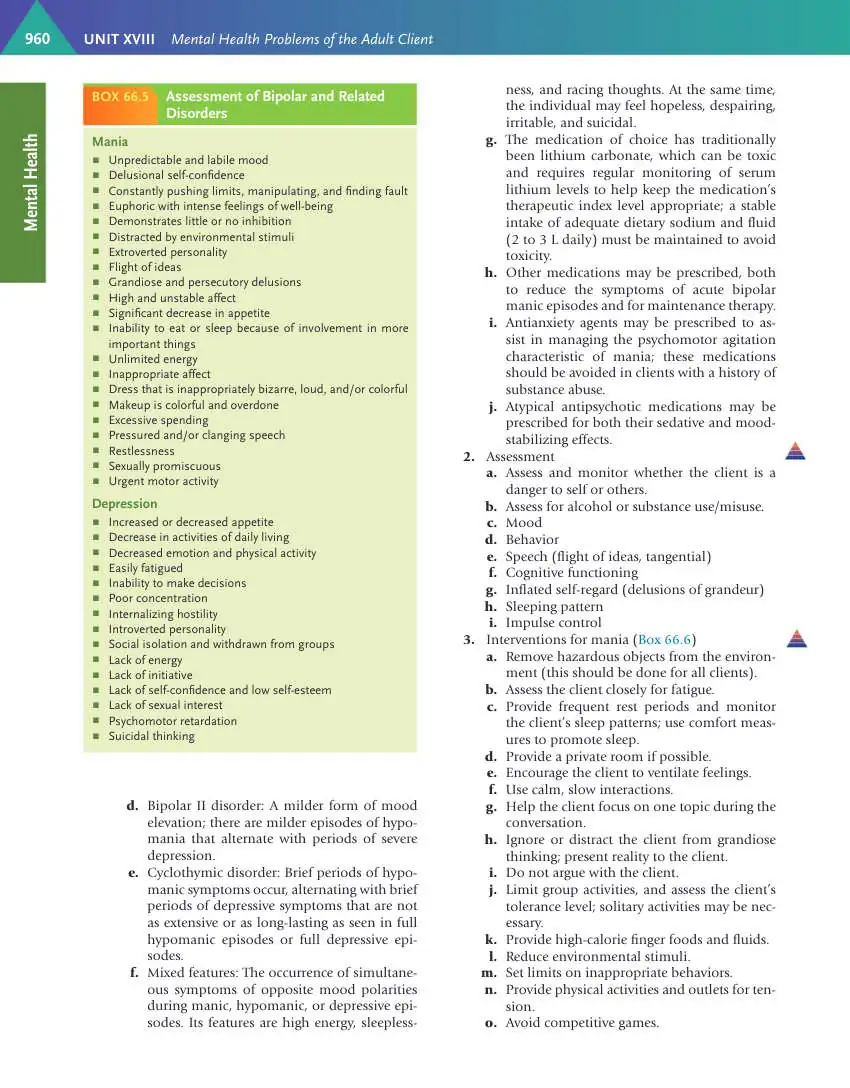 960 UNIT XVIII Mental Health Problems of the Adult Client
Mental Health
BOX 66.5 Assessment of Bipolar and Related
Disorders
Mania
■ Unpredictable and labile mood
■ Delusional self-confidence
■ Constantly pushing limits, manipulating, and finding fault
■ Euphoric with intense feelings of well-being
■ Demonstrates little or no inhibition
■ Distracted by environmental stimuli
■ Extroverted personality
■ Flight of ideas
■ Grandiose and persecutory delusions
■ High and unstable affect
■ Significant decrease in appetite
■ Inability to eat or sleep because of involvement in more
important things
■ Unlimited energy
■ Inappropriate affect
■ Dress that is inappropriately bizarre, loud, and/or colorful
■ Makeup is colorful and overdone
■ Excessive spending
■ Pressured and/or clanging speech
■ Restlessness
■ Sexually promiscuous
■ Urgent motor activity
Depression
■ Increased or decreased appetite
■ Decrease in activities of daily living
■ Decreased emotion and physical activity
■ Easily fatigued
■ Inability to make decisions
■ Poor concentration
■ Internalizing hostility
■ Introverted personality
■ Social isolation and withdrawn from groups
■ Lack of energy
■ Lack of initiative
■ Lack of self-confidence and low self-esteem
■ Lack of sexual interest
■ Psychomotor retardation
■ Suicidal thinking
d. Bipolar II disorder: A milder form of mood
elevation; there are milder episodes of hypo-
mania that alternate with periods of severe
depression.
e. Cyclothymic disorder: Brief periods of hypo-
manic symptoms occur, alternating with brief
periods of depressive symptoms that are not
as extensive or as long-lasting as seen in full
hypomanic episodes or full depressive epi-
sodes.
f. Mixed features: The occurrence of simultane-
ous symptoms of opposite mood polarities
during manic, hypomanic, or depressive epi-
sodes. Its features are high energy, sleepless-
ness, and racing thoughts. At the same time,
the individual may feel hopeless, despairing,
irritable, and suicidal.
g. The medication of choice has traditionally
been lithium carbonate, which can be toxic
and requires regular monitoring of serum
lithium levels to help keep the medication's
therapeutic index level appropriate; a stable
intake of adequate dietary sodium and fluid
(2 to 3 L daily) must be maintained to avoid
toxicity.
h. Other medications may be prescribed, both
to reduce the symptoms of acute bipolar
manic episodes and for maintenance therapy.
i. Antianxiety agents may be prescribed to as-
sist in managing the psychomotor agitation
characteristic of mania; these medications
should be avoided in clients with a history of
substance abuse.
j. Atypical antipsychotic medications may be
prescribed for both their sedative and mood-
stabilizing effects.
2. Assessment
a. Assess and monitor whether the client is a
danger to self or others.
b. Assess for alcohol or substance use/misuse.
c. Mood
d. Behavior
e. Speech (flight of ideas, tangential)
f. Cognitive functioning
g. Inflated self-regard (delusions of grandeur)
h. Sleeping pattern
i. Impulse control
3. Interventions for mania (Box 66.6)
a. Remove hazardous objects from the environ-
ment (this should be done for all clients).
b. Assess the client closely for fatigue.
c. Provide frequent rest periods and monitor
the client's sleep patterns; use comfort meas-
ures to promote sleep.
d. Provide a private room if possible.
e. Encourage the client to ventilate feelings.
f. Use calm, slow interactions.
g. Help the client focus on one topic during the
conversation.
h. Ignore or distract the client from grandiose
thinking; present reality to the client.
i. Do not argue with the client.
j. Limit group activities, and assess the client's
tolerance level; solitary activities may be nec-
essary.
k. Provide high-calorie finger foods and fluids.
l. Reduce environmental stimuli.
m. Set limits on inappropriate behaviors.
n. Provide physical activities and outlets for ten-
sion.
o. Avoid competitive games.